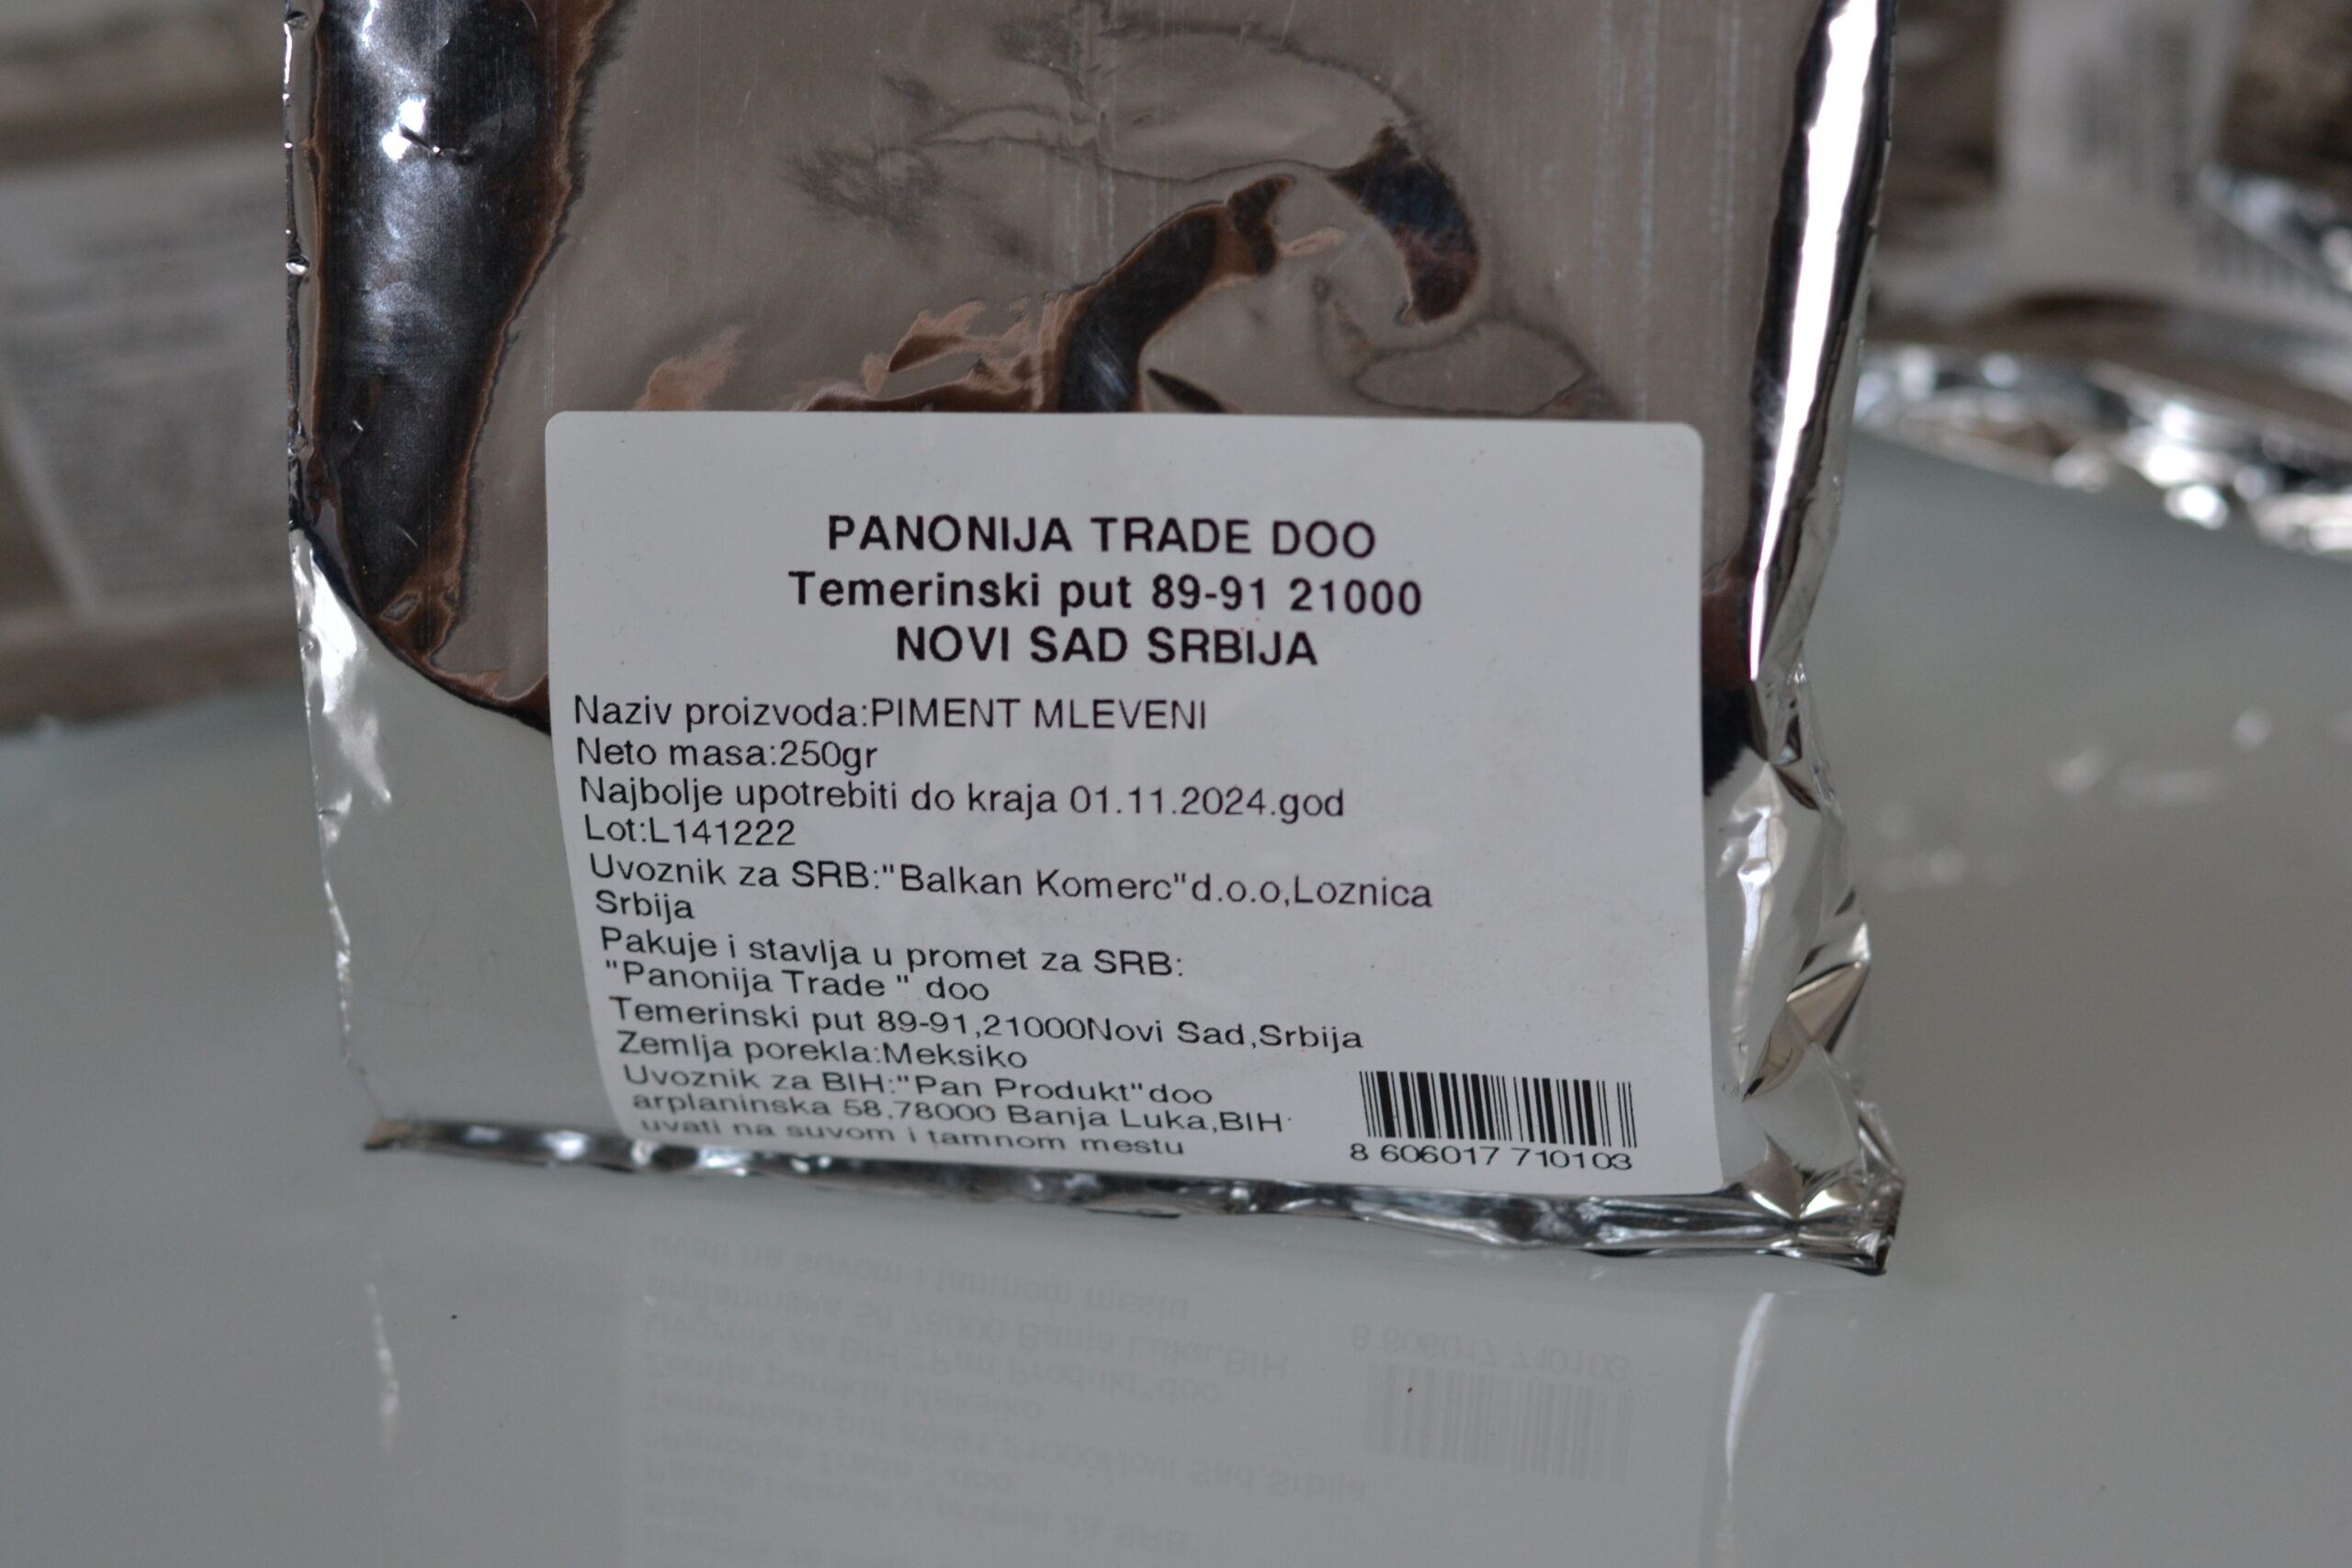 PANONIJA TRADE DOO
Temerinski put 89-91 21000
NOVI SAD SRBIJA
Naziv proizvoda:PIMENT MLEVENI
Neto masa:250gr
Najbolje upotrebiti do kraja 01.11.2024.god
Lot:L141222
Uvoznik za SRB:"Balkan Komerc"d.o.o,Loznica
Srbija
Pakuje i stavlja u promet za SRB:
"Panonija Trade " doo
Temerinski put 89-91,21000Novi Sad,Srbija
Zemlja porekla:Meksiko
Uvoznik za BIH:"Pan Produkt"doo
arplaninska 58,78000 Banja Luka,BIH
uvati na suvom i tamnom mestu
8 606017 710103